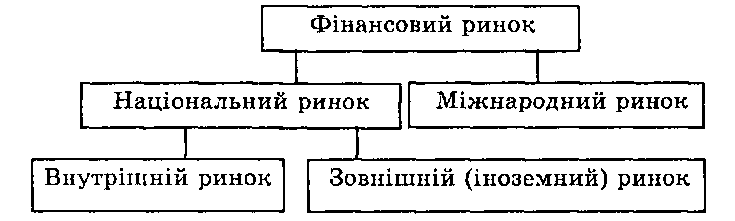 Фінансовий ринок
Національний ринок
Міжнародний ринок
Внутрішній ринок
Зовнішній (іноземний) ринок